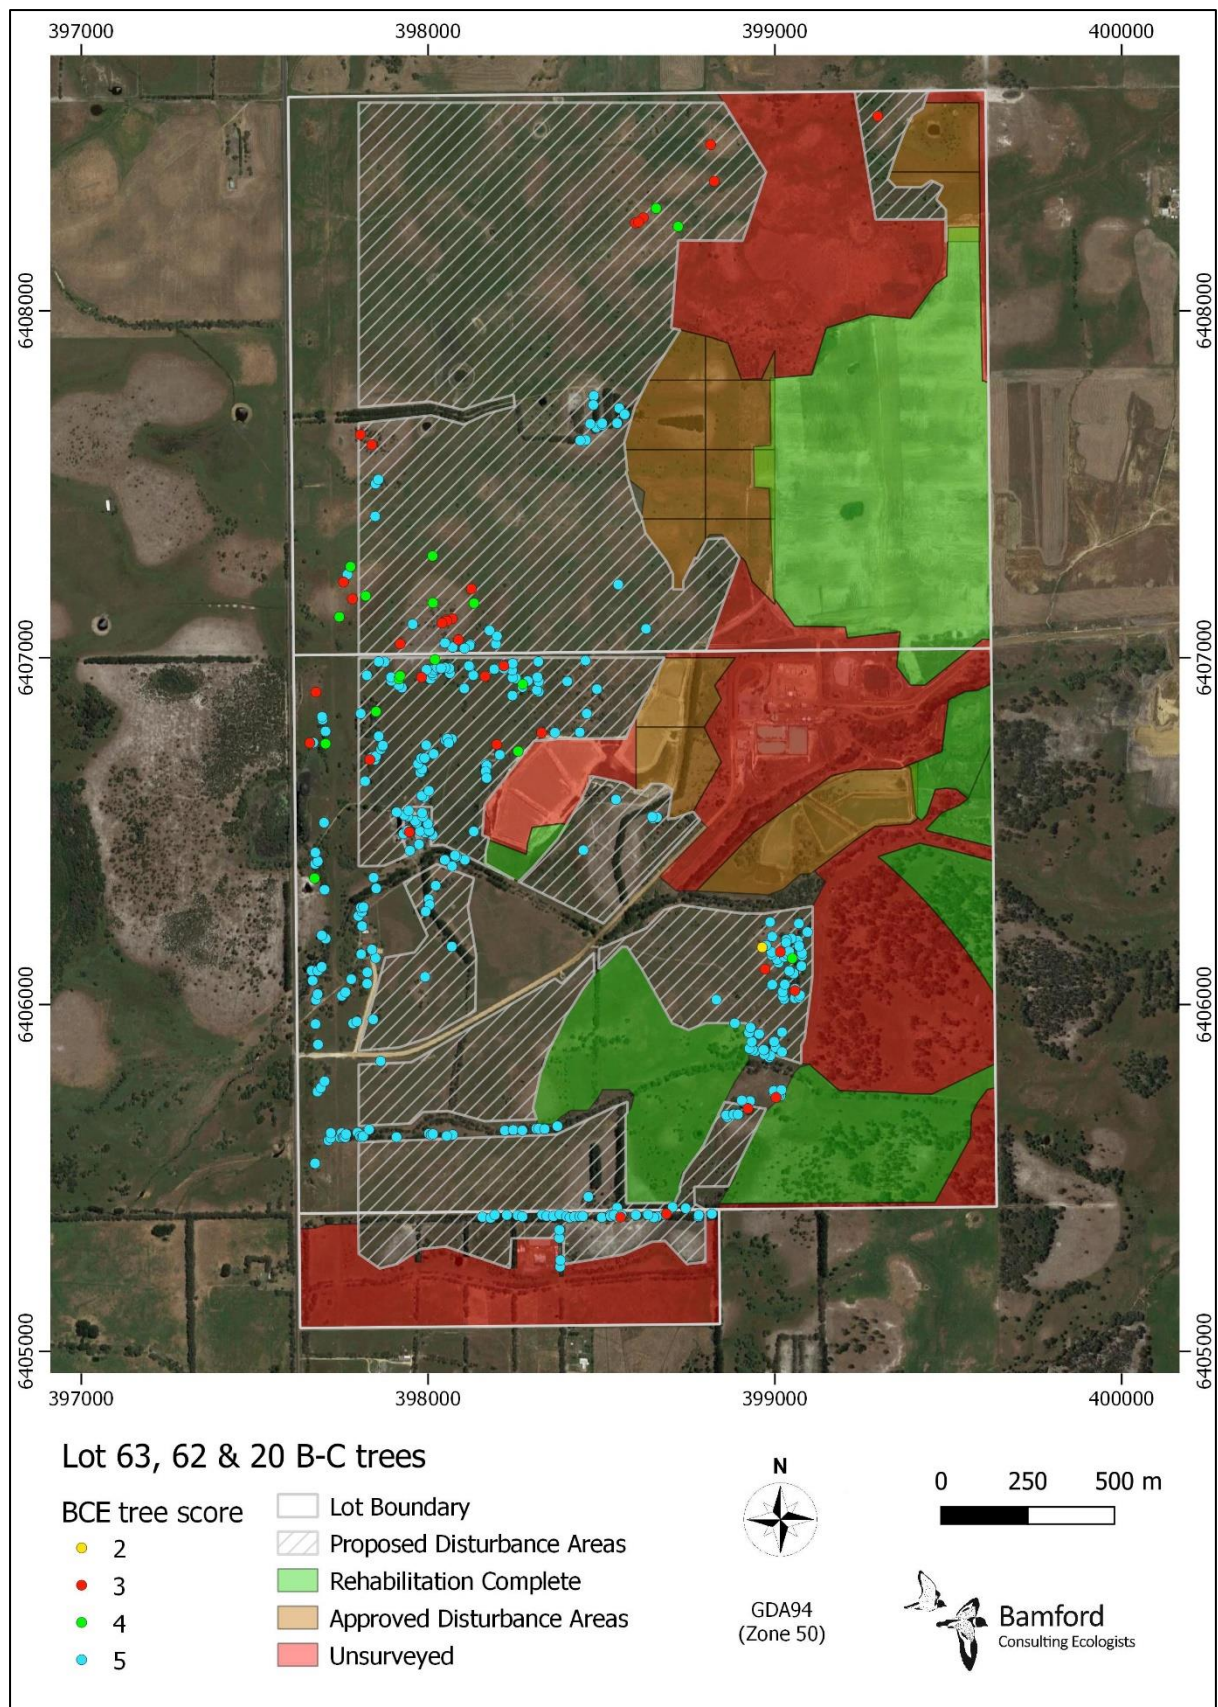 397000 398000 399000 400000
6408000 6408000
6407000 6407000
6406000 6406000
6405000 6405000
397000 398000 399000 400000
Lot 63, 62 & 20 B-C trees
BCE tree score
2
3
4
5
Lot Boundary
Proposed Disturbance Areas
Rehabilitation Complete
Approved Disturbance Areas
Unsurveyed
N
GDA94
(Zone 50)
0 250 500 m
Bamford
Consulting Ecologists